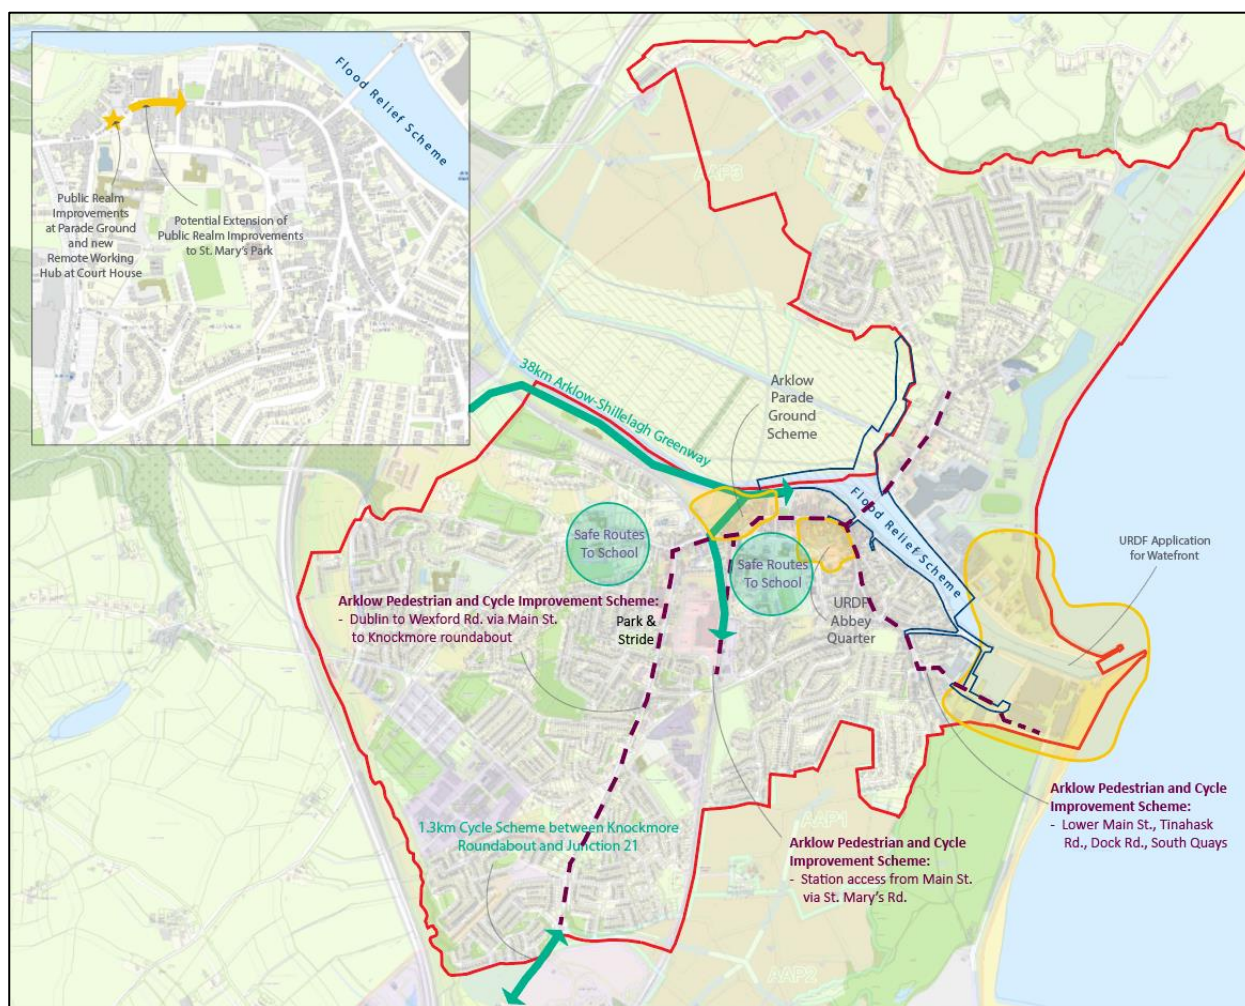 Flood Relief Scheme
Public Realm
Improvements
at Parade Ground
and new
Remote Working
Hub at Court House
Potential Extension of
Public Realm Improvements
to St. Mary's Park
AAP3
38km Arklow-Shillelagh Greenway
Arklow
Parade
Ground
Scheme
Flood Relief Scheme
Safe Routes
To School
Safe Routes
To School
URDF Application
for Watefront
Arklow Pedestrian and Cycle Improvement Scheme:
- Dublin to Wexford Rd. via Main St.
to Knockmore roundabout
Park &
Stride
URDF
Abbey
Quarter
Arklow Pedestrian and Cycle
Improvement Scheme:
- Lower Main St., Tinahask
Rd., Dock Rd., South Quays
1.3km Cycle Scheme between Knockmore
Roundabout and Junction 21
AAP1
Arklow Pedestrian and Cycle
Improvement Scheme:
- Station access from Main St.
via St. Mary's Rd.
AAP2